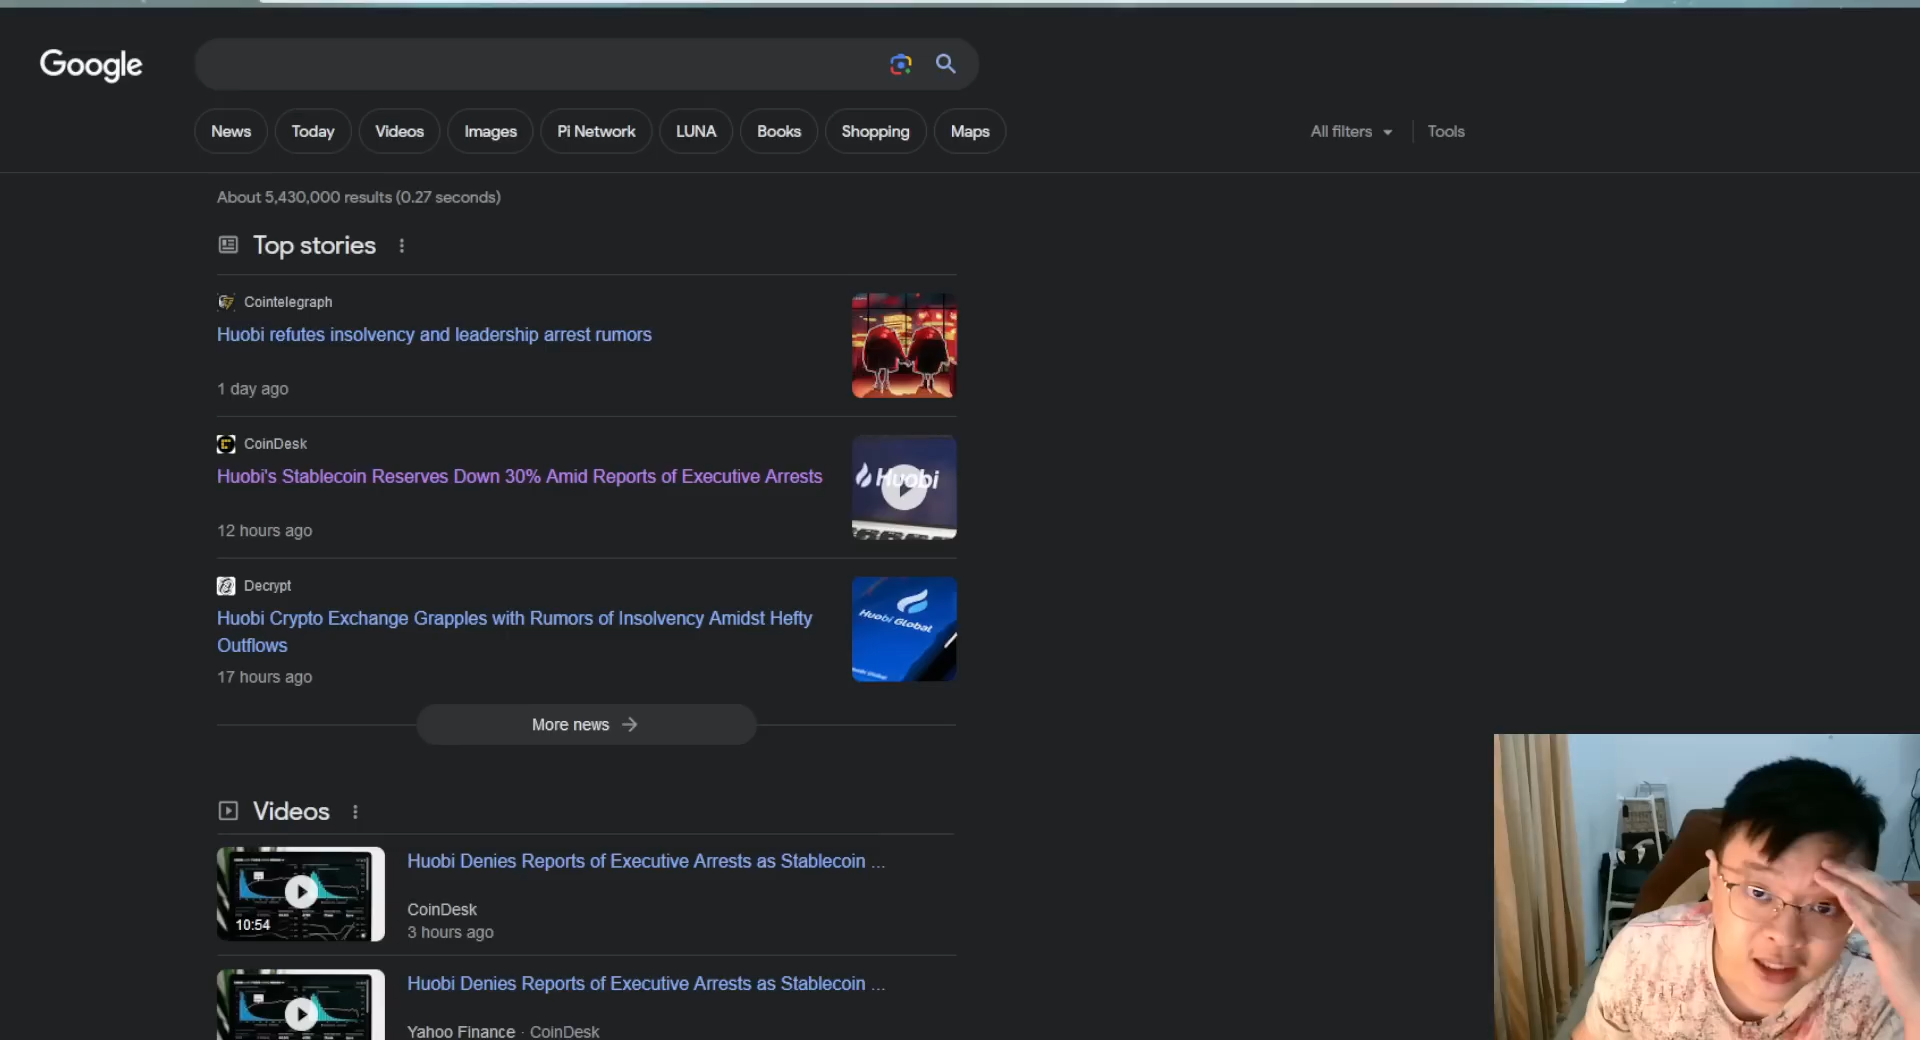 Google
News Today Videos Images Pi Network LUNA Books Shopping Maps All filters Tools
About 5,430,000 results (0.27 seconds)
Top stories
Cointelegraph
Huobi refutes insolvency and leadership arrest rumors
1 day ago
CoinDesk
Huobi's Stablecoin Reserves Down 30% Amid Reports of Executive Arrests
12 hours ago
Huobi
Decrypt
Huobi Crypto Exchange Grapples with Rumors of Insolvency Amidst Hefty
Outflows
17 hours ago
Huobi Global
More news
Videos
Huobi Denies Reports of Executive Arrests as Stablecoin ...
CoinDesk
3 hours ago
10:54
Huobi Denies Reports of Executive Arrests as Stablecoin ...
Yahoo Finance · CoinDesk